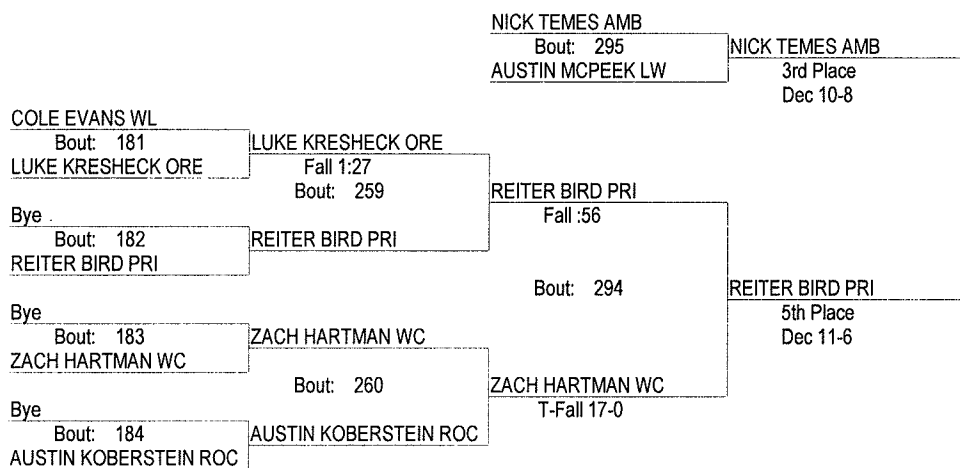 NICK TEMES AMB
Bout: 295
NICK TEMES AMB
AUSTIN MCPEEK LW
3rd Place
Dec 10-8
COLE EVANS WL
Bout: 181
LUKE KRESHECK ORE
LUKE KRESHECK ORE
Fall 1:27
Bout: 259
REITER BIRD PRI
Bye
Fall :56
Bout: 182
REITER BIRD PRI
REITER BIRD PRI
Bout: 294
REITER BIRD PRI
Bye
5th Place
Bout: 183
ZACH HARTMAN WC
Dec 11-6
ZACH HARTMAN WC
Bout: 260
ZACH HARTMAN WC
Bye
T-Fall 17-0
Bout: 184
AUSTIN KOBERSTEIN ROC
AUSTIN KOBERSTEIN ROC